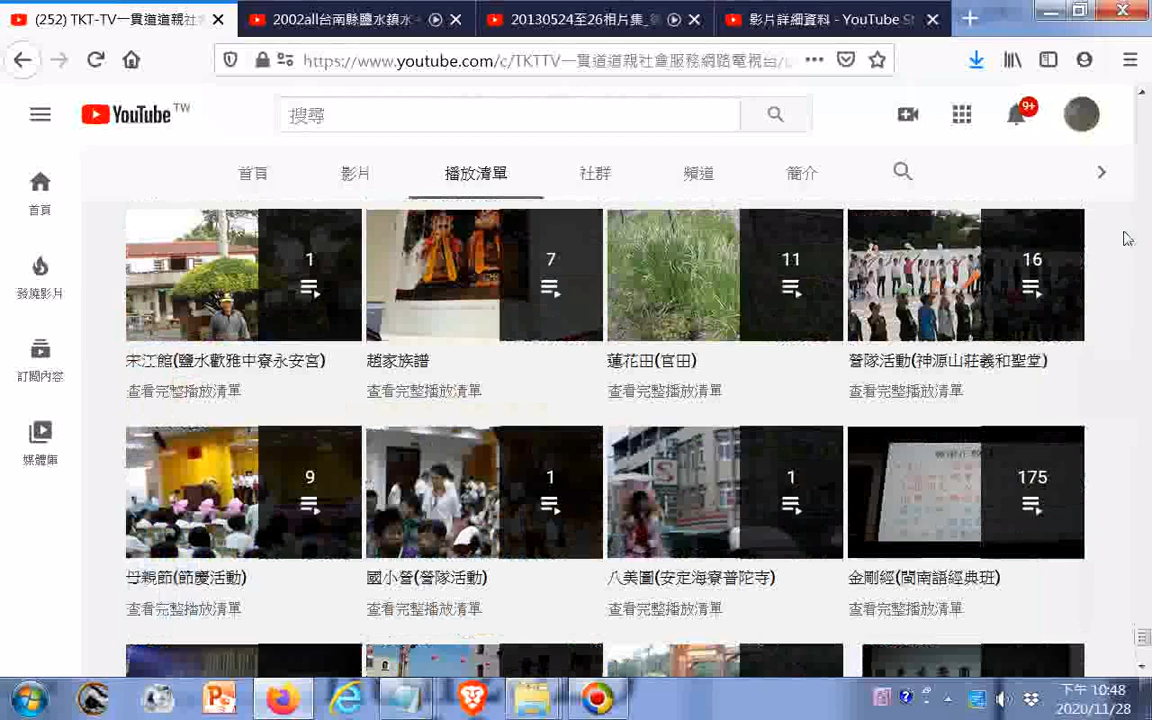 (252) TKT-TV一貫道道親社
2002all台南縣鹽水鎮水
20130524至26相片集_
影片詳細資料 - YouTube St
https://www.youtube.com/c/TKTTV一貫道道親社會服務網路電視台/
YouTube TW
搜尋
9+
首頁 影片 播放清單 社群 頻道 簡介
首頁
發燒影片
訂閱內容
媒體庫
1
7
11
16
宋江館(鹽水歡雅中寮永安宮)
趙家族譜
蓮花田(官田)
營隊活動(神源山莊義和聖堂)
查看完整播放清單
查看完整播放清單
查看完整播放清單
查看完整播放清單
9
1
1
175
母親節(節慶活動)
國小營(營隊活動)
八美圖(安定海寮普陀寺)
金剛經(閩南語經典班)
查看完整播放清單
查看完整播放清單
查看完整播放清單
查看完整播放清單
下午 10:48
2020/11/28